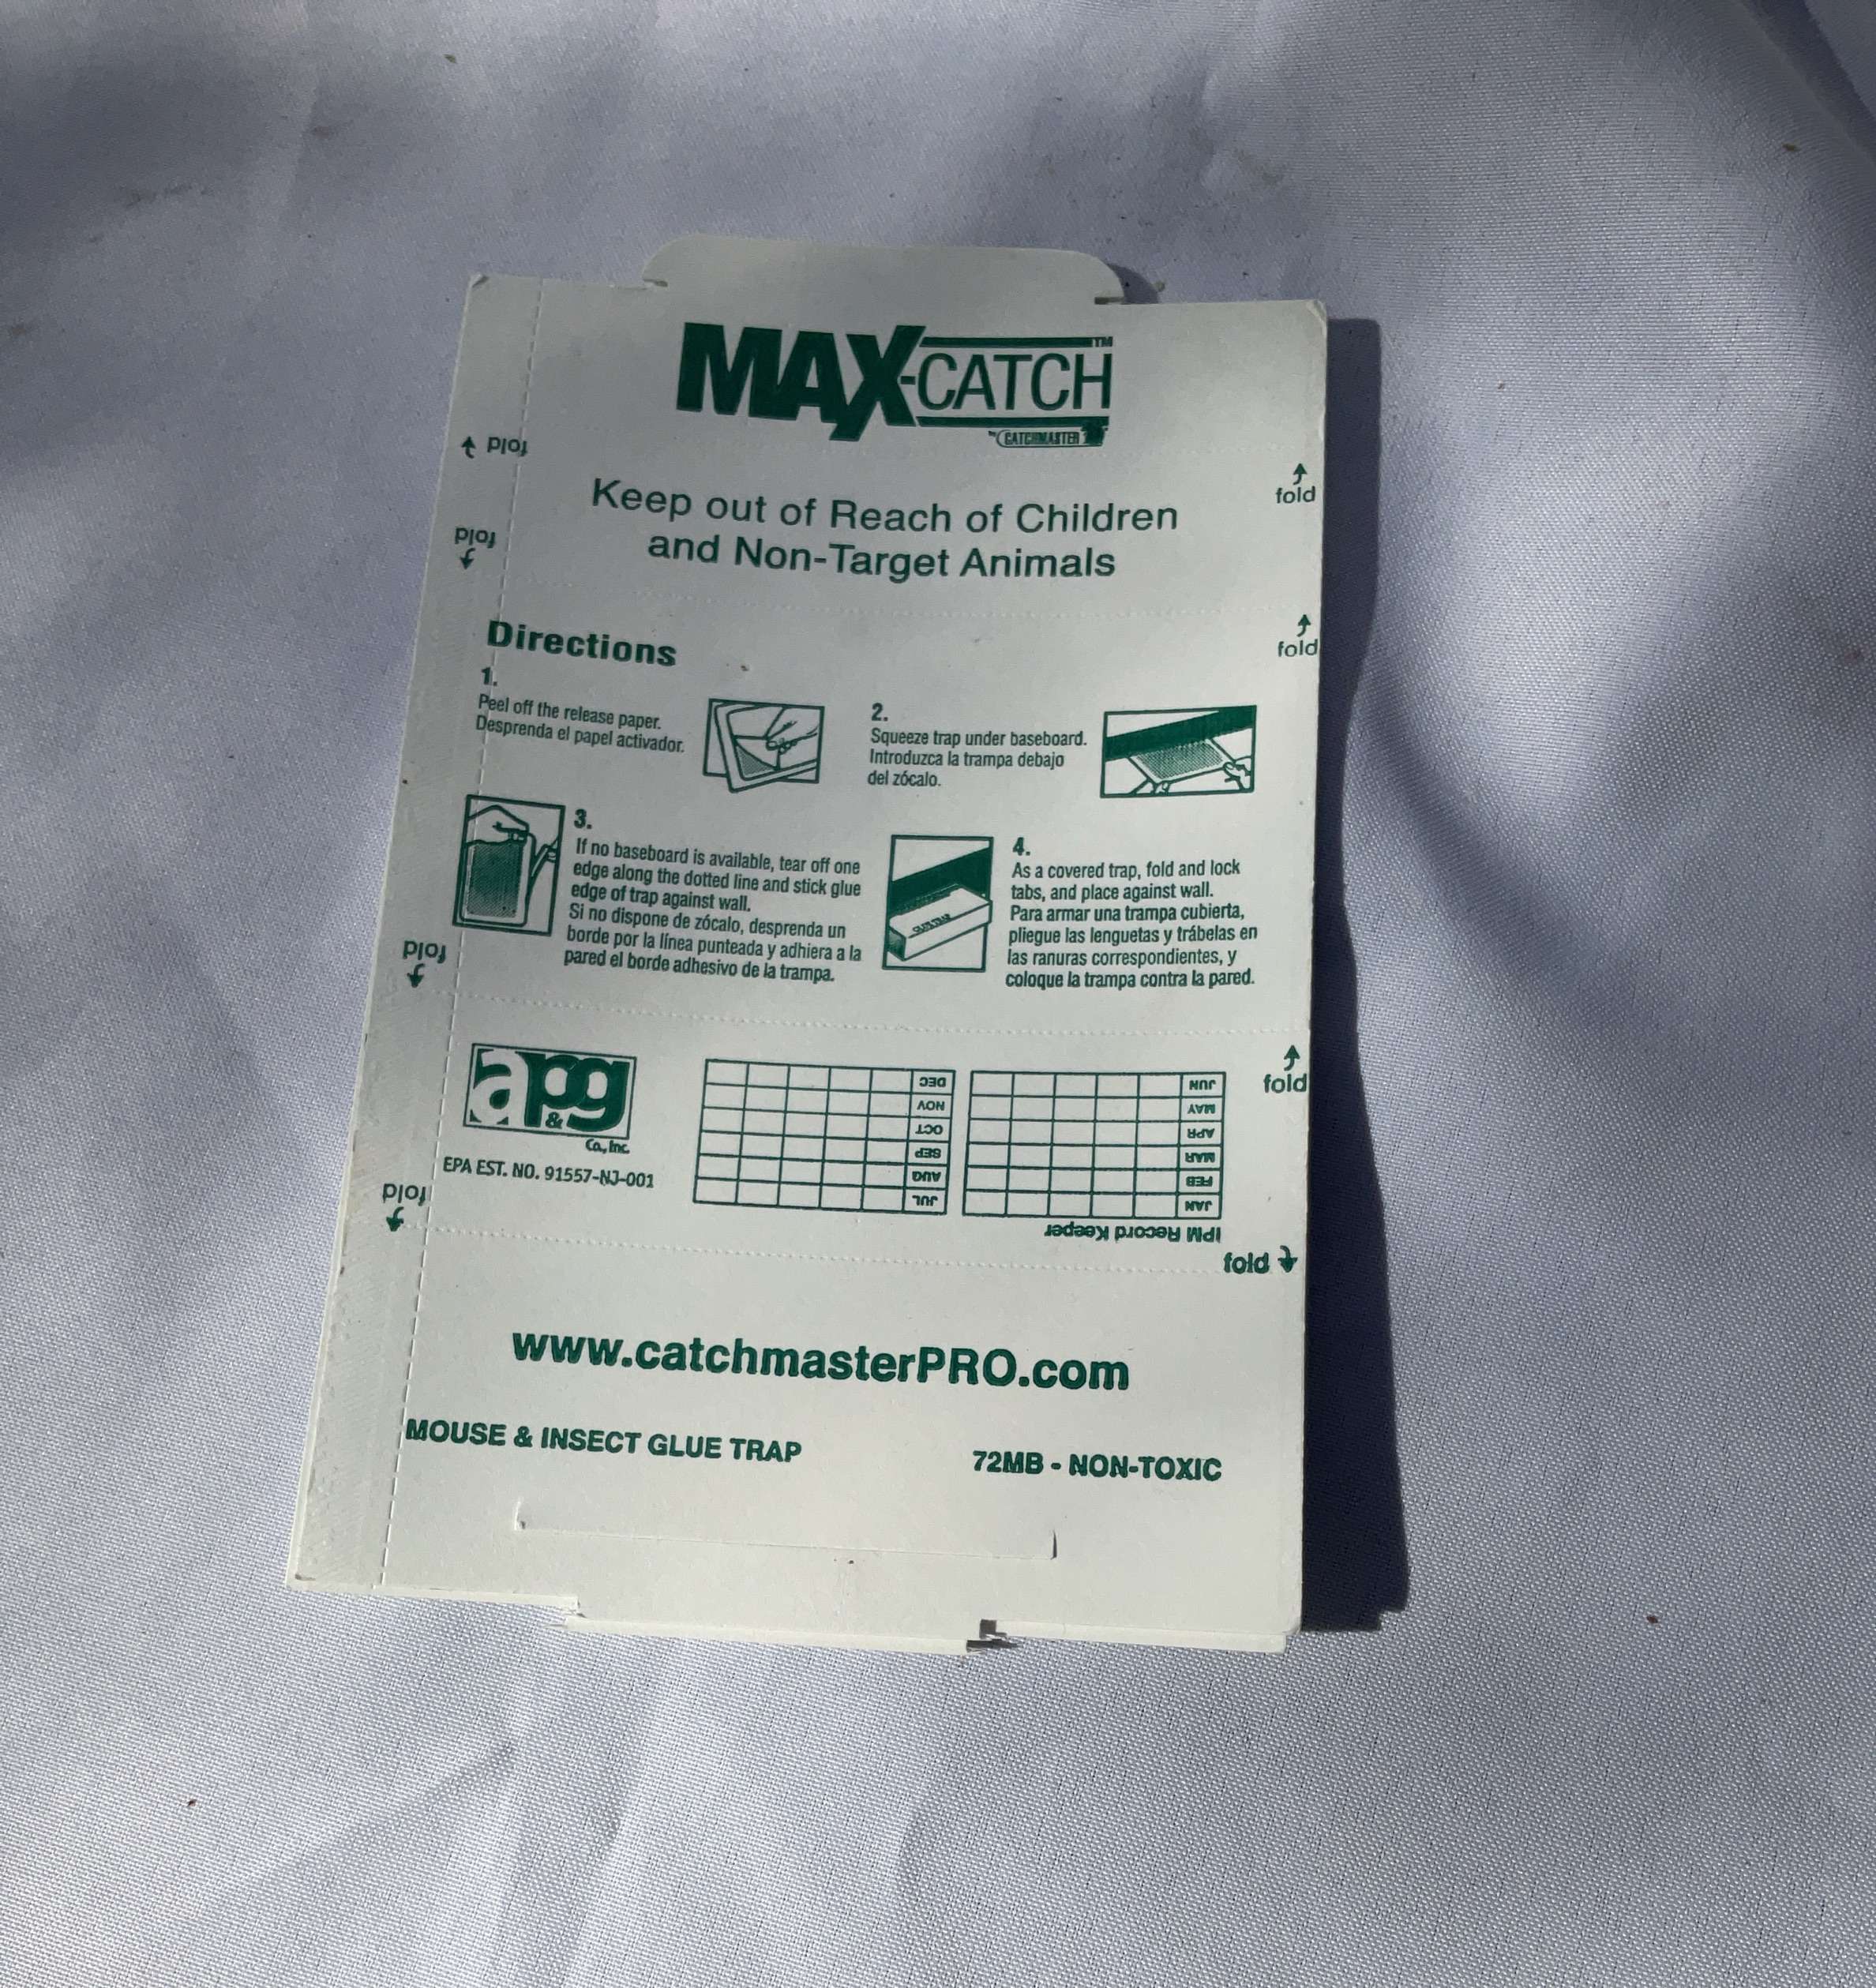 MAX-CATCH™
by CATCHMASTER
fold
fold
fold
Keep out of Reach of Children
and Non-Target Animals
fold
Directions
1.
Peel off the release paper.
Desprenda el papel activador.
2.
Squeeze trap under baseboard.
Introduzca la trampa debajo
del zócalo.
3.
If no baseboard is available, tear off one
edge along the dotted line and stick glue
edge of trap against wall.
Si no dispone de zócalo, desprenda un
borde por la línea punteada y adhiera a la
pared el borde adhesivo de la trampa.
4.
As a covered trap, fold and lock
tabs, and place against wall.
Para armar una trampa cubierta,
pliegue las lenguetas y trábelas en
las ranuras correspondientes, y
coloque la trampa contra la pared.
GLUE TRAP
fold
fold
ap&g
Co., Inc.
EPA EST. NO. 91557-NJ-001
IPM Record Keeper
JAN
FEB
MAR
APR
MAY
JUN
JUL
AUG
SEP
OCT
NOV
DEC
fold
fold
www.catchmasterPRO.com
MOUSE & INSECT GLUE TRAP
72MB - NON-TOXIC